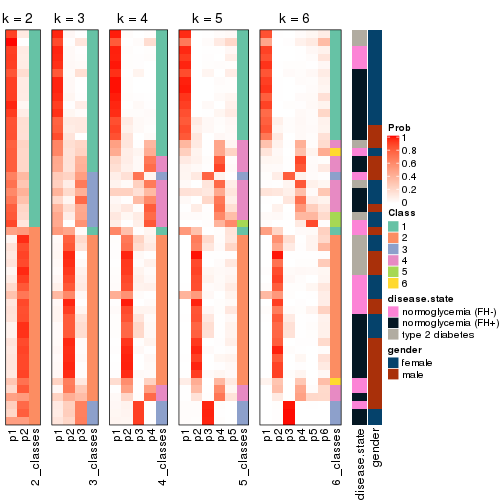 k = 2
k = 3
k = 4
k = 5
k = 6
p1
p2
2_classes
p1
p2
p3
3_classes
p1
p2
p3
p4
4_classes
p1
p2
p3
p4
p5
5_classes
p1
p2
p3
p4
p5
p6
6_classes
disease.state
gender
Prob
1
0.8
0.6
0.4
0.2
0
Class
1
2
3
4
5
6
disease.state
normoglycemia (FH-)
normoglycemia (FH+)
type 2 diabetes
gender
female
male